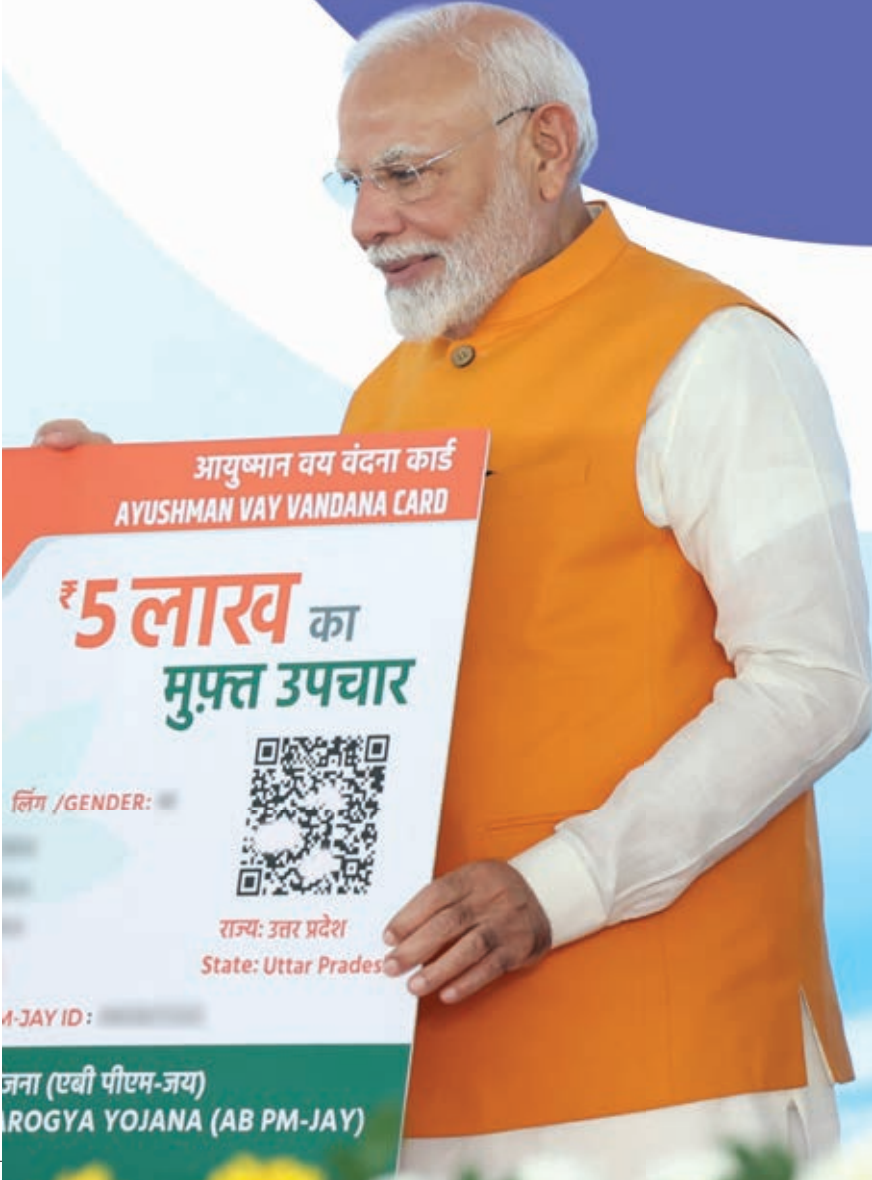 आयुष्मान वय वंदना कार्ड
AYUSHMAN VAY VANDANA CARD
₹5 लाख का
मुफ़्त उपचार
लिंग /GENDER:
राज्य: उत्तर प्रदेश
State: Uttar Prades
M-JAY ID :
जना (एबी पीएम-जय)
AROGYA YOJANA (AB PM-JAY)